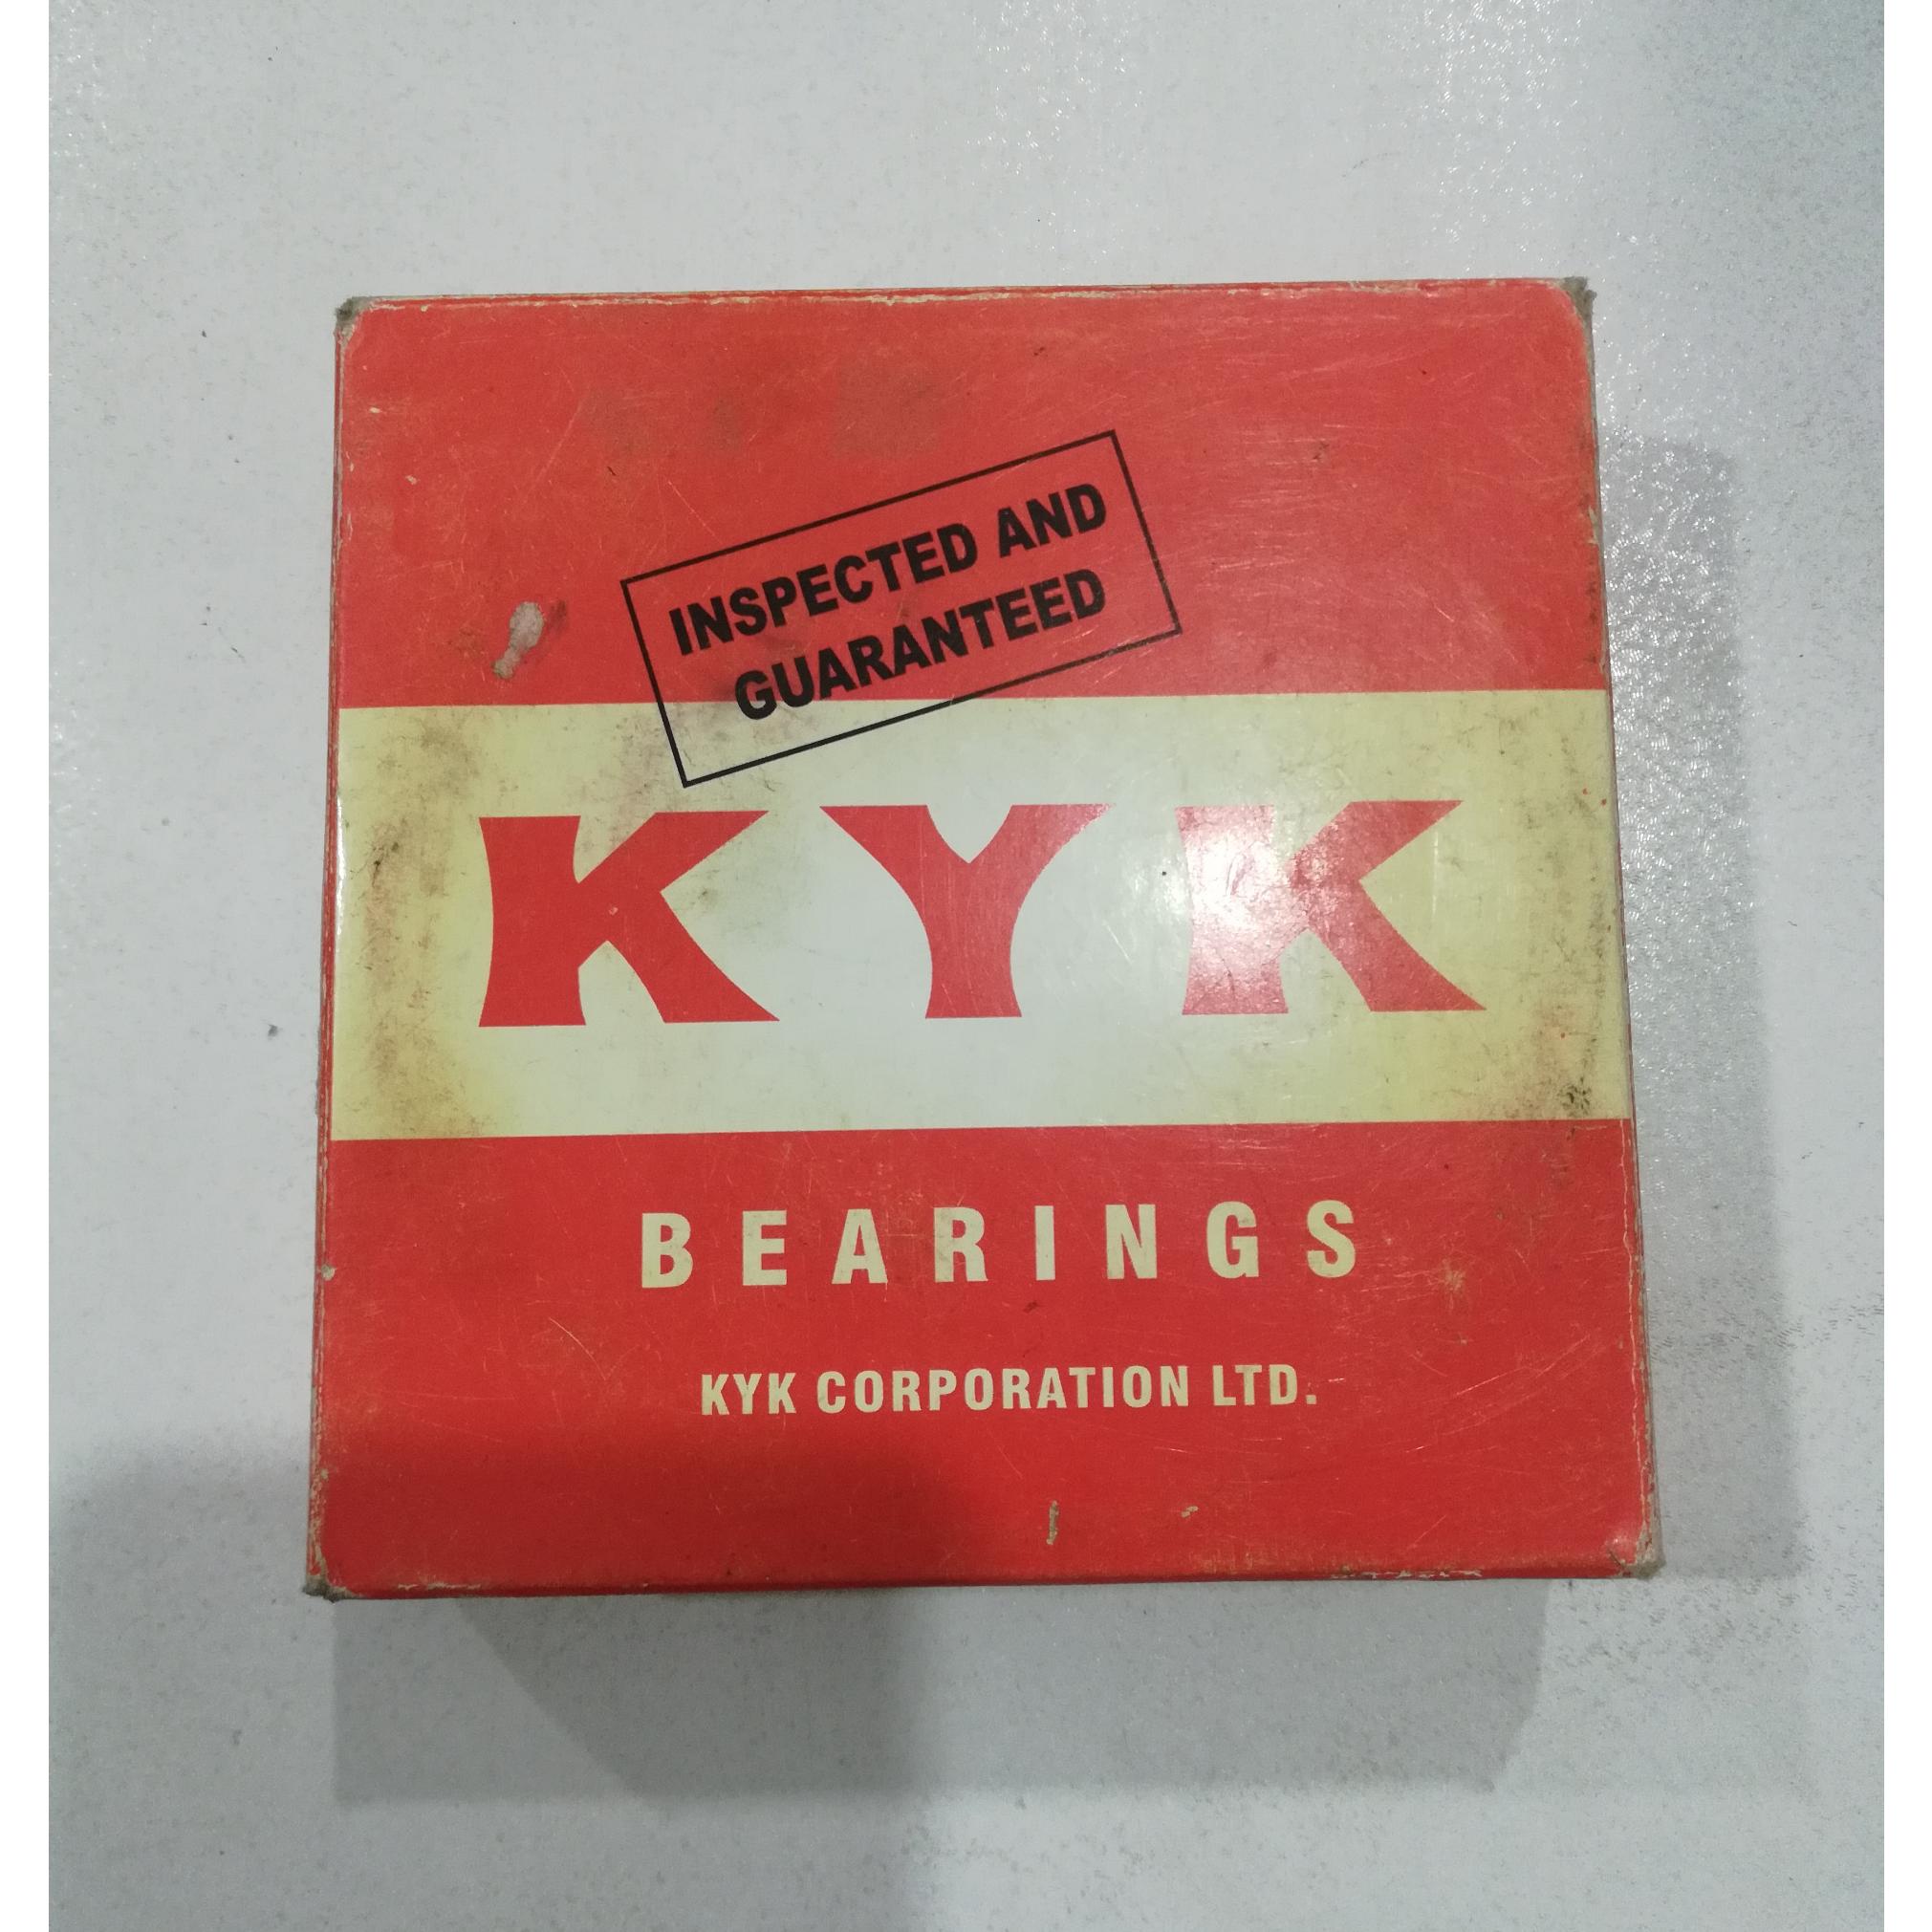 INSPECTED AND
GUARANTEED
KYK
BEARINGS
KYK CORPORATION LTD.